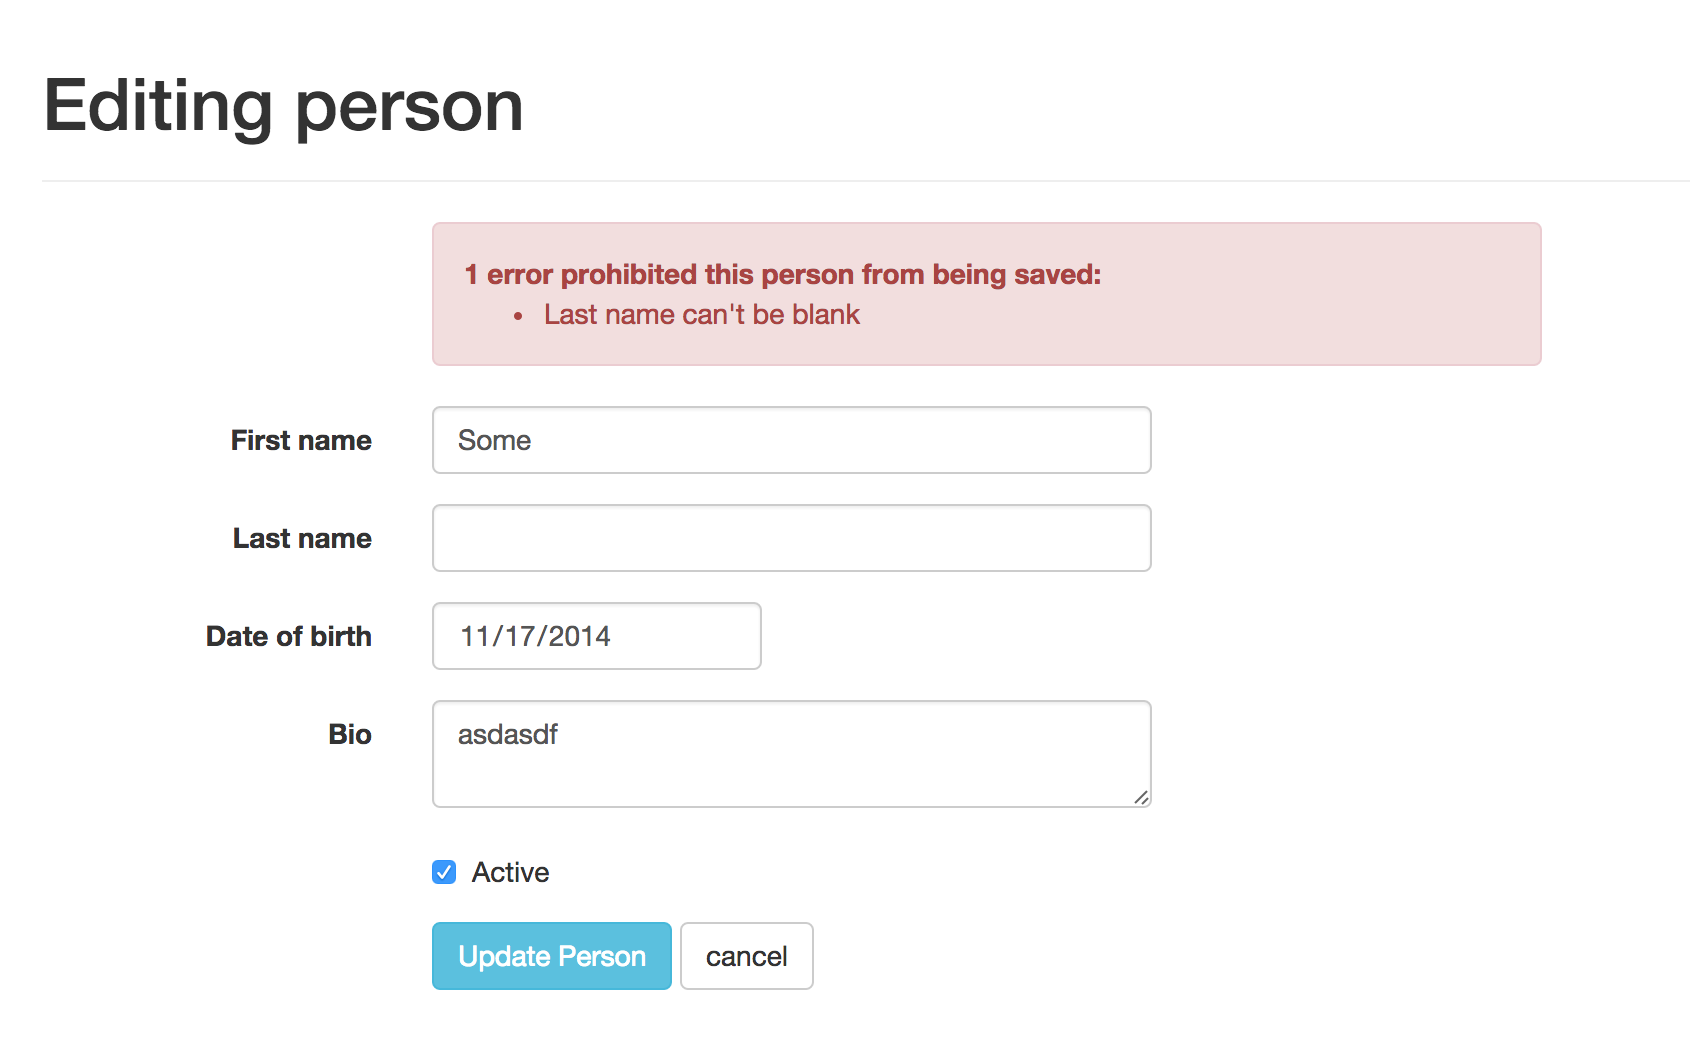 Editing person
1 error prohibited this person from being saved:
• Last name can't be blank
First name Some
Last name
Date of birth 11/17/2014
Bio asdasdf
Active
Update Person cancel